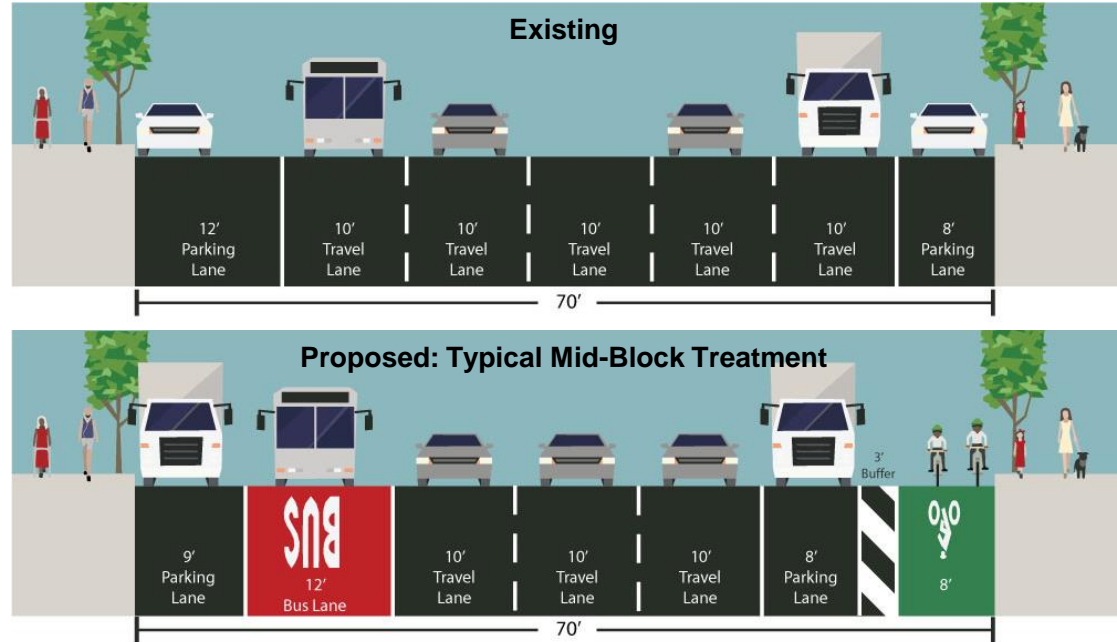 Existing
12'
Parking
Lane
10'
Travel
Lane
10'
Travel
Lane
10'
Travel
Lane
10'
Travel
Lane
10'
Travel
Lane
8'
Parking
Lane
70'
Proposed: Typical Mid-Block Treatment
9'
Parking
Lane
BUS
12'
Bus Lane
10'
Travel
Lane
10'
Travel
Lane
10'
Travel
Lane
8'
Parking
Lane
3'
Buffer
8'
70'